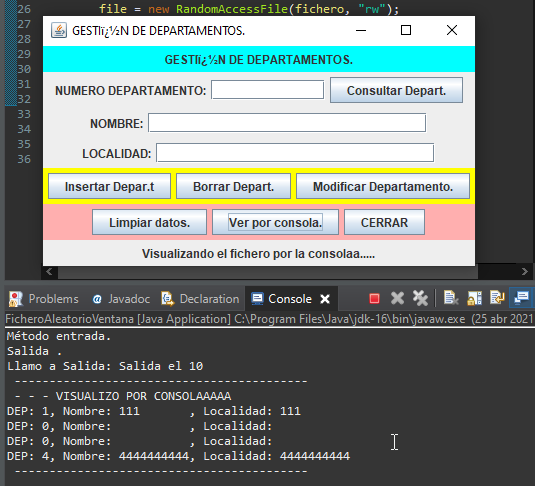 26 file = new RandomAccessFile(fichero, "rw");
27
28
29
30
31
32
33
34
35
36
GESTIï¿½N DE DEPARTAMENTOS.
GESTIï¿½N DE DEPARTAMENTOS.
NUMERO DEPARTAMENTO: Consultar Depart.
NOMBRE:
LOCALIDAD:
Insertar Depar.t Borrar Depart. Modificar Departamento.
Limpiar datos. Ver por consola. CERRAR
Visualizando el fichero por la consolaa.....
Problems @ Javadoc Declaration Console
FicheroAleatorioVentana [Java Application] C:\Program Files\Java\jdk-16\bin\javaw.exe (25 abr 2021
Método entrada.
Salida .
Llamo a Salida: Salida el 10
------------------------------------------
- - - VISUALIZO POR CONSOLAAAAA
DEP: 1, Nombre: 111 , Localidad: 111
DEP: 0, Nombre: , Localidad:
DEP: 0, Nombre: , Localidad:
DEP: 4, Nombre: 4444444444, Localidad: 4444444444
------------------------------------------